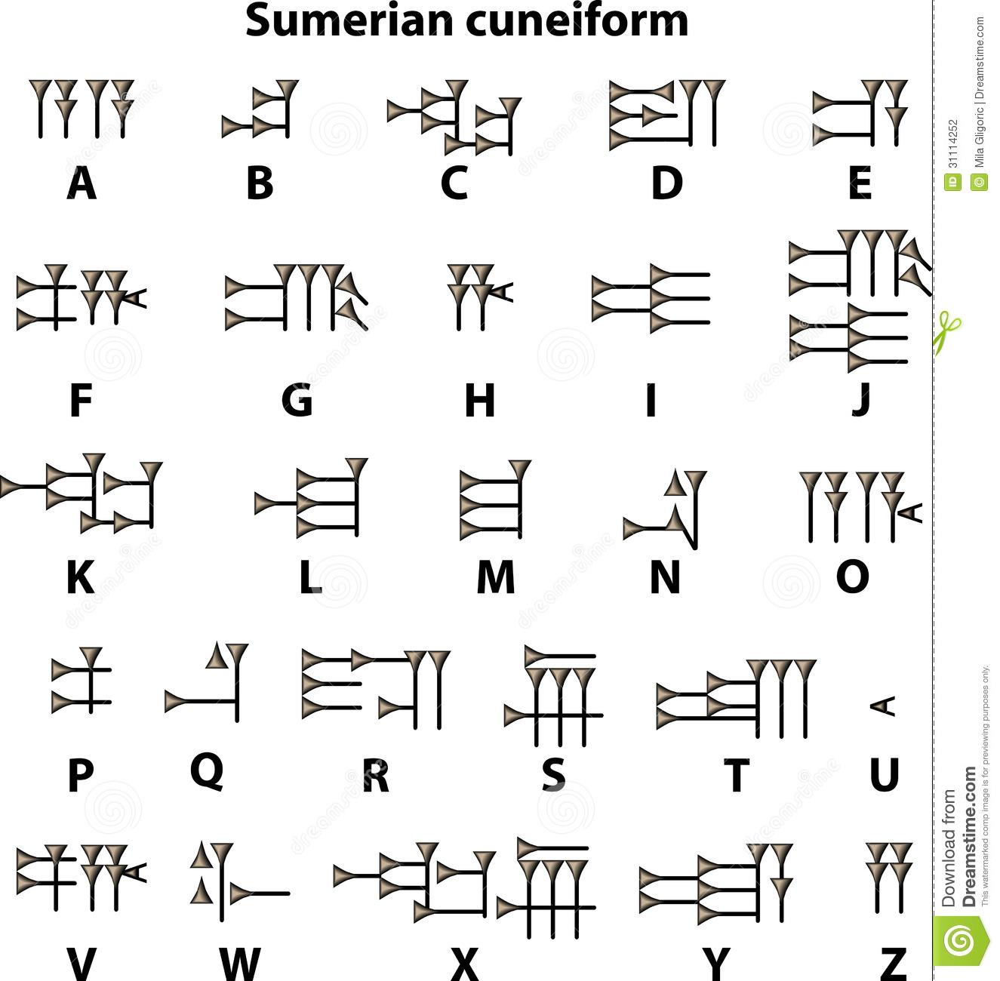 Sumerian cuneiform
A B C D E
F G H I J
K L M N O
P Q R S T U
V W X Y Z
ID 31114252
© Mila Gligoric | Dreamstime.com
Download from
Dreamstime.com
This watermarked comp image is for previewing purposes only.
dreamstime